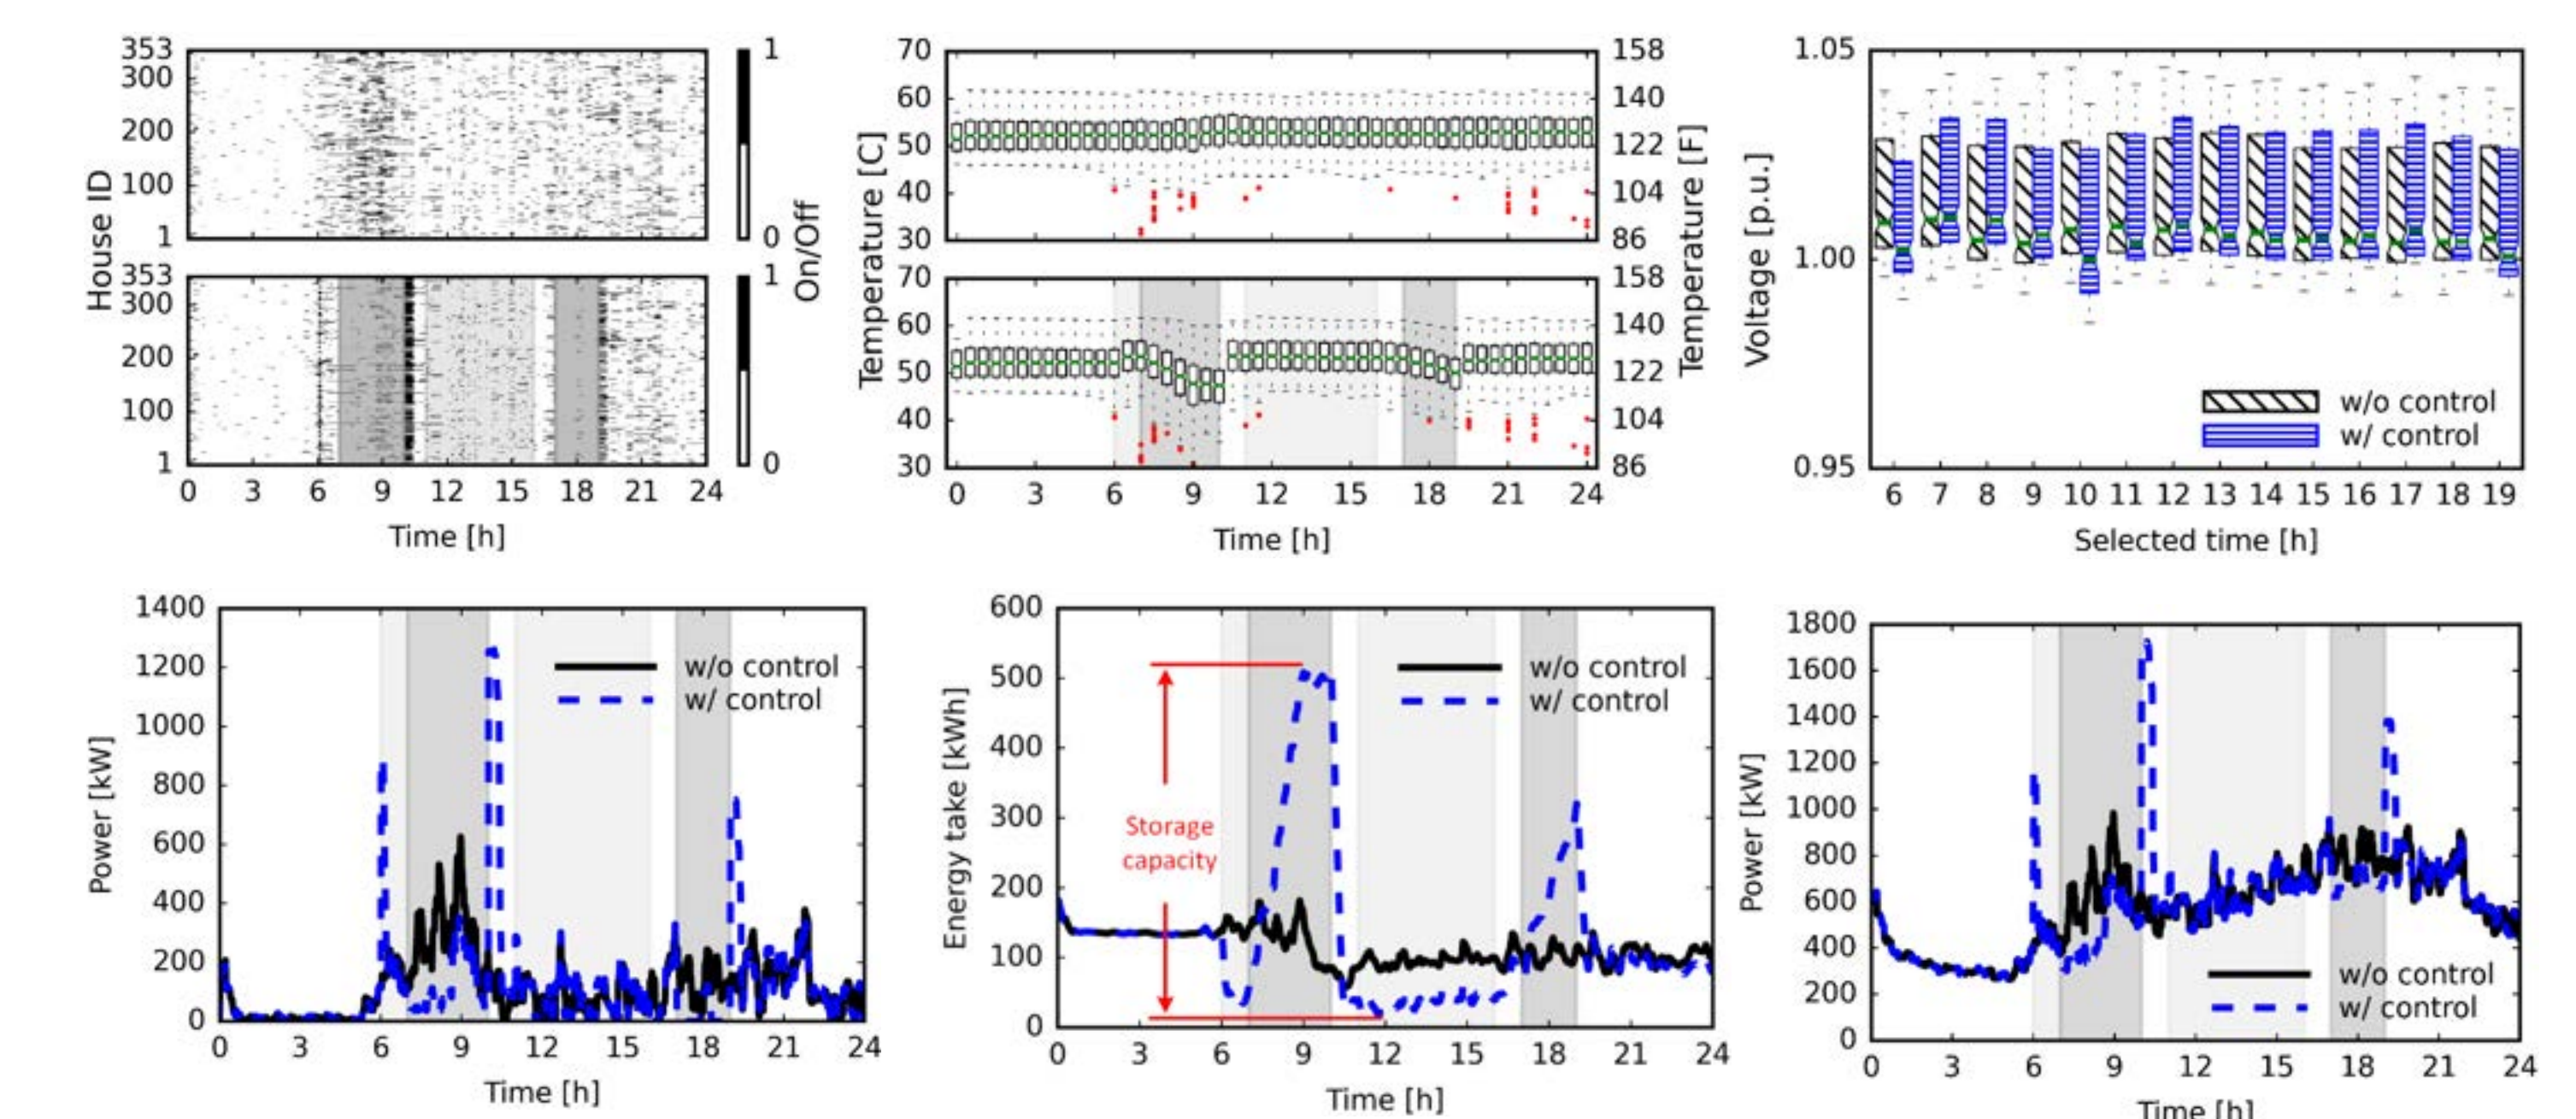 353
300
200
100
1
353
300
200
100
1
House ID
0 3 6 9 12 15 18 21 24
Time [h]
1
0
1
0
On/Off
70
60
50
40
30
70
60
50
40
30
Temperature [C]
158
140
122
104
86
158
140
122
104
86
Temperature [F]
0 3 6 9 12 15 18 21 24
Time [h]
1.05
1.00
0.95
Voltage [p.u.]
w/o control
w/ control
6 7 8 9 10 11 12 13 14 15 16 17 18 19
Selected time [h]
1400
1200
1000
800
600
400
200
0
Power [kW]
w/o control
w/ control
0 3 6 9 12 15 18 21 24
Time [h]
600
500
400
300
200
100
0
Energy take [kWh]
Storage
capacity
w/o control
w/ control
0 3 6 9 12 15 18 21 24
Time [h]
1800
1600
1400
1200
1000
800
600
400
200
0
Power [kW]
w/o control
w/ control
0 3 6 9 12 15 18 21 24
Time [h]